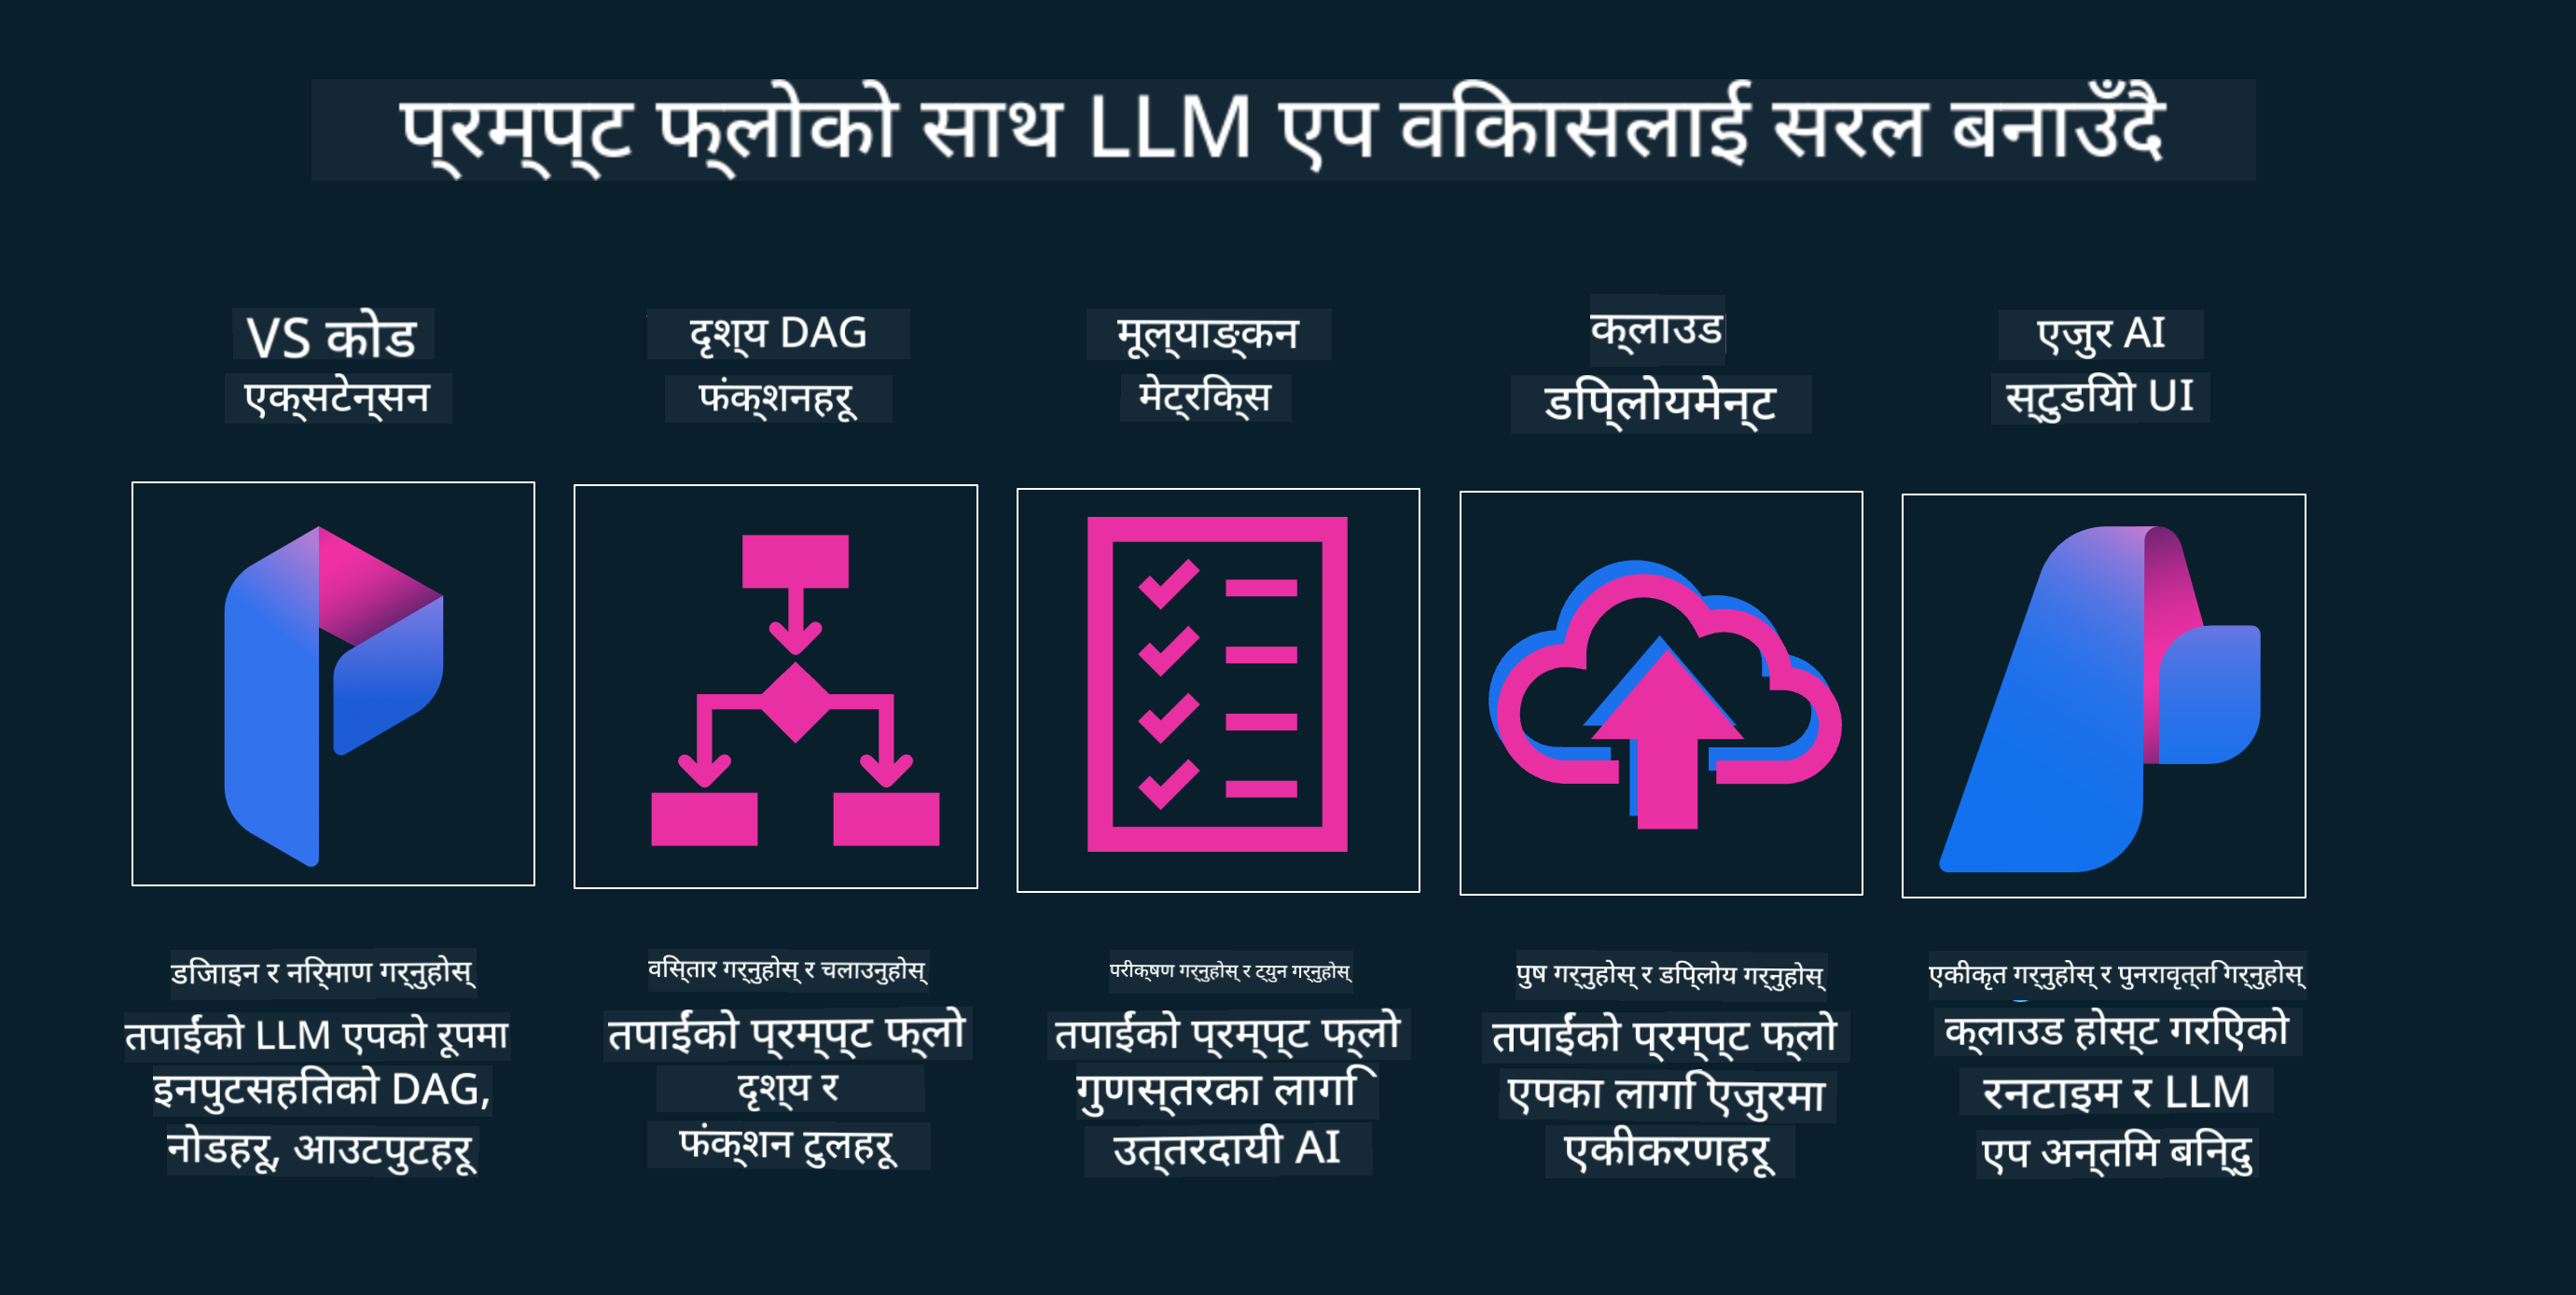 प्रम्प्ट फ्लोको साथ LLM एप विकासलाई सरल बनाउँदै
VS कोड
एक्सटेन्सन
दृश्य DAG
फंक्शनहरू
मूल्याङ्कन
मेट्रिक्स
क्लाउड
डिप्लोयमेन्ट
एजुर AI
स्टुडियो UI
डिजाइन र निर्माण गर्नुहोस्
तपाईंको LLM एपको रूपमा
इनपुटसहितको DAG,
नोडहरू, आउटपुटहरू
विस्तार गर्नुहोस् र चलाउनुहोस्
तपाईंको प्रम्प्ट फ्लो
दृश्य र
फंक्शन टुलहरू
परीक्षण गर्नुहोस् र ट्युन गर्नुहोस्
तपाईंको प्रम्प्ट फ्लो
गुणस्तरका लागि
उत्तरदायी AI
पुष गर्नुहोस् र डिप्लोय गर्नुहोस्
तपाईंको प्रम्प्ट फ्लो
एपका लागि एजुरमा
एकीकरणहरू
एकीकृत गर्नुहोस् र पुनरावृत्ति गर्नुहोस्
क्लाउड होस्ट गरिएको
रनटाइम र LLM
एप अन्तिम बिन्दु